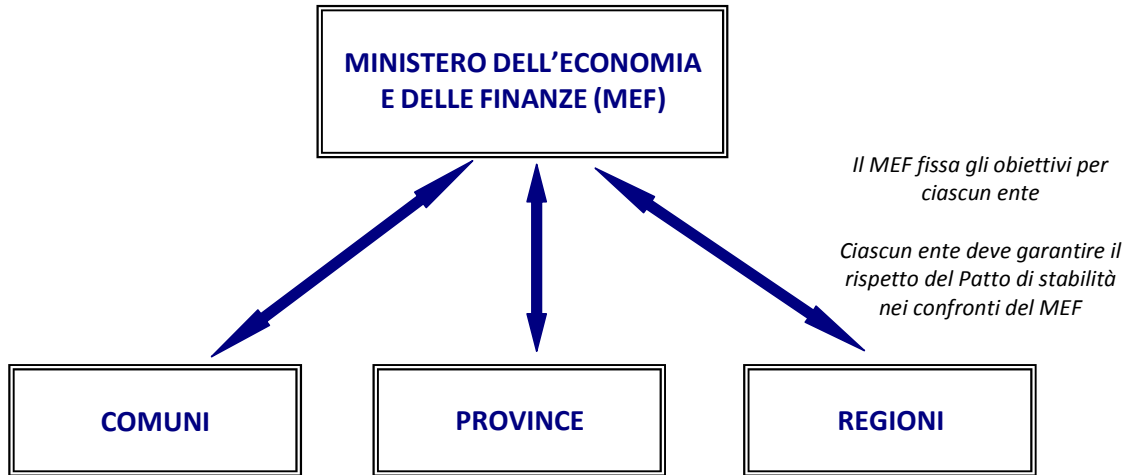 MINISTERO DELL’ECONOMIA
E DELLE FINANZE (MEF)
Il MEF fissa gli obiettivi per
ciascun ente
Ciascun ente deve garantire il
rispetto del Patto di stabilità
nei confronti del MEF
COMUNI
PROVINCE
REGIONI